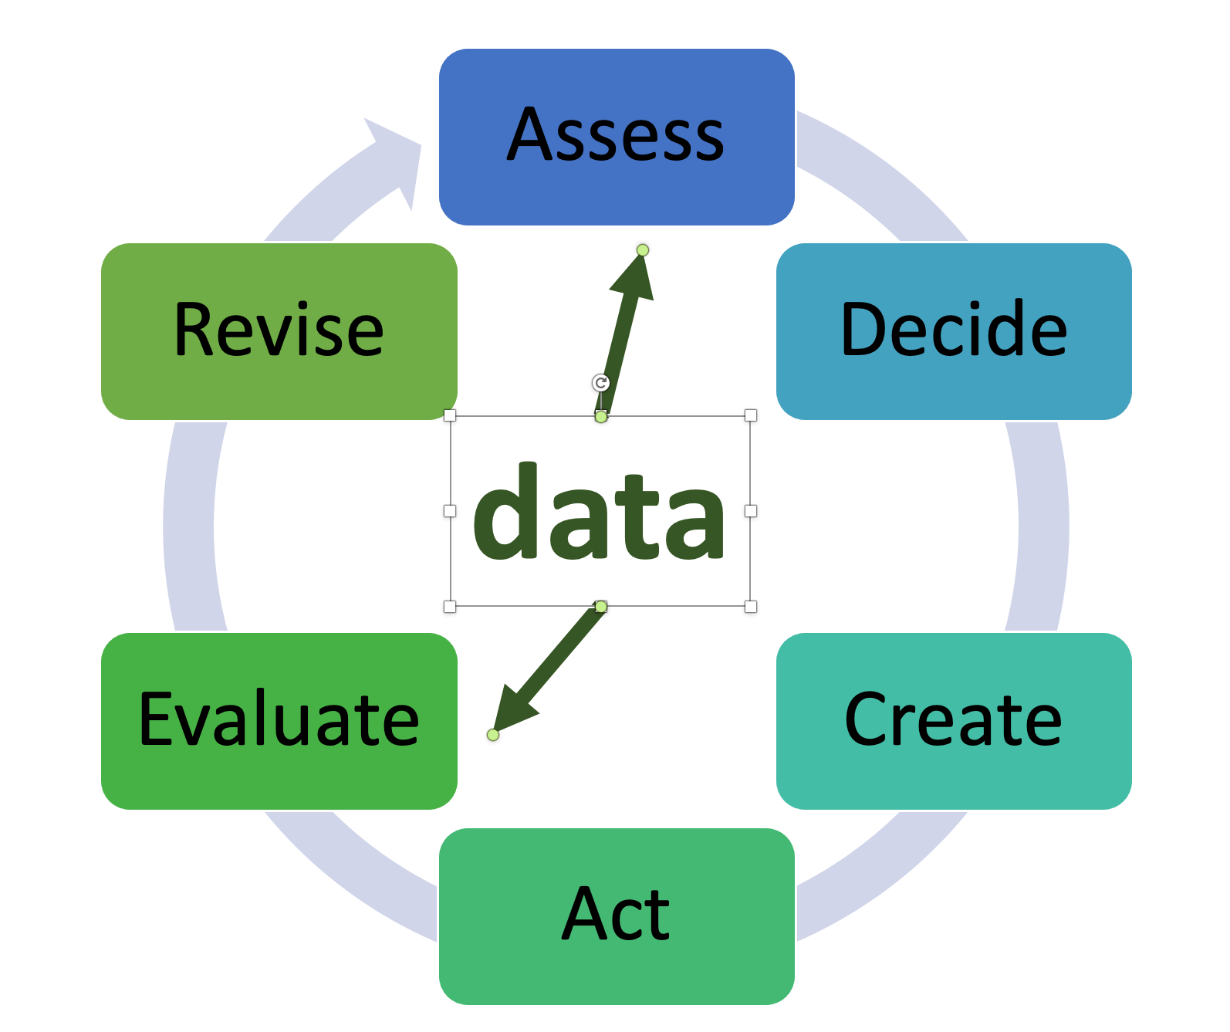 Assess
Decide
Create
Act
Evaluate
Revise
data